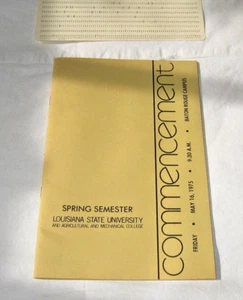 commencement
FRIDAY • MAY 16, 1975 • 9:30 A.M. • BATON ROUGE CAMPUS
SPRING SEMESTER
LOUISIANA STATE UNIVERSITY
AND AGRICULTURAL AND MECHANICAL COLLEGE